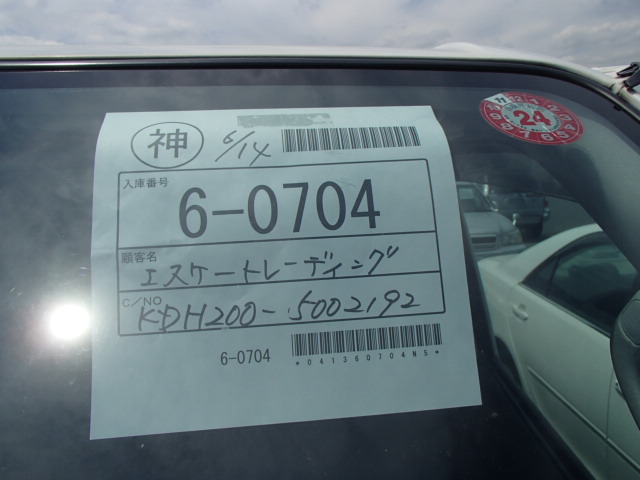 神 6/14
入庫番号
6-0704
顧客名
エスケートレーディング
C/NO
KDH200-5002192
6-0704
*041360704N5*
24